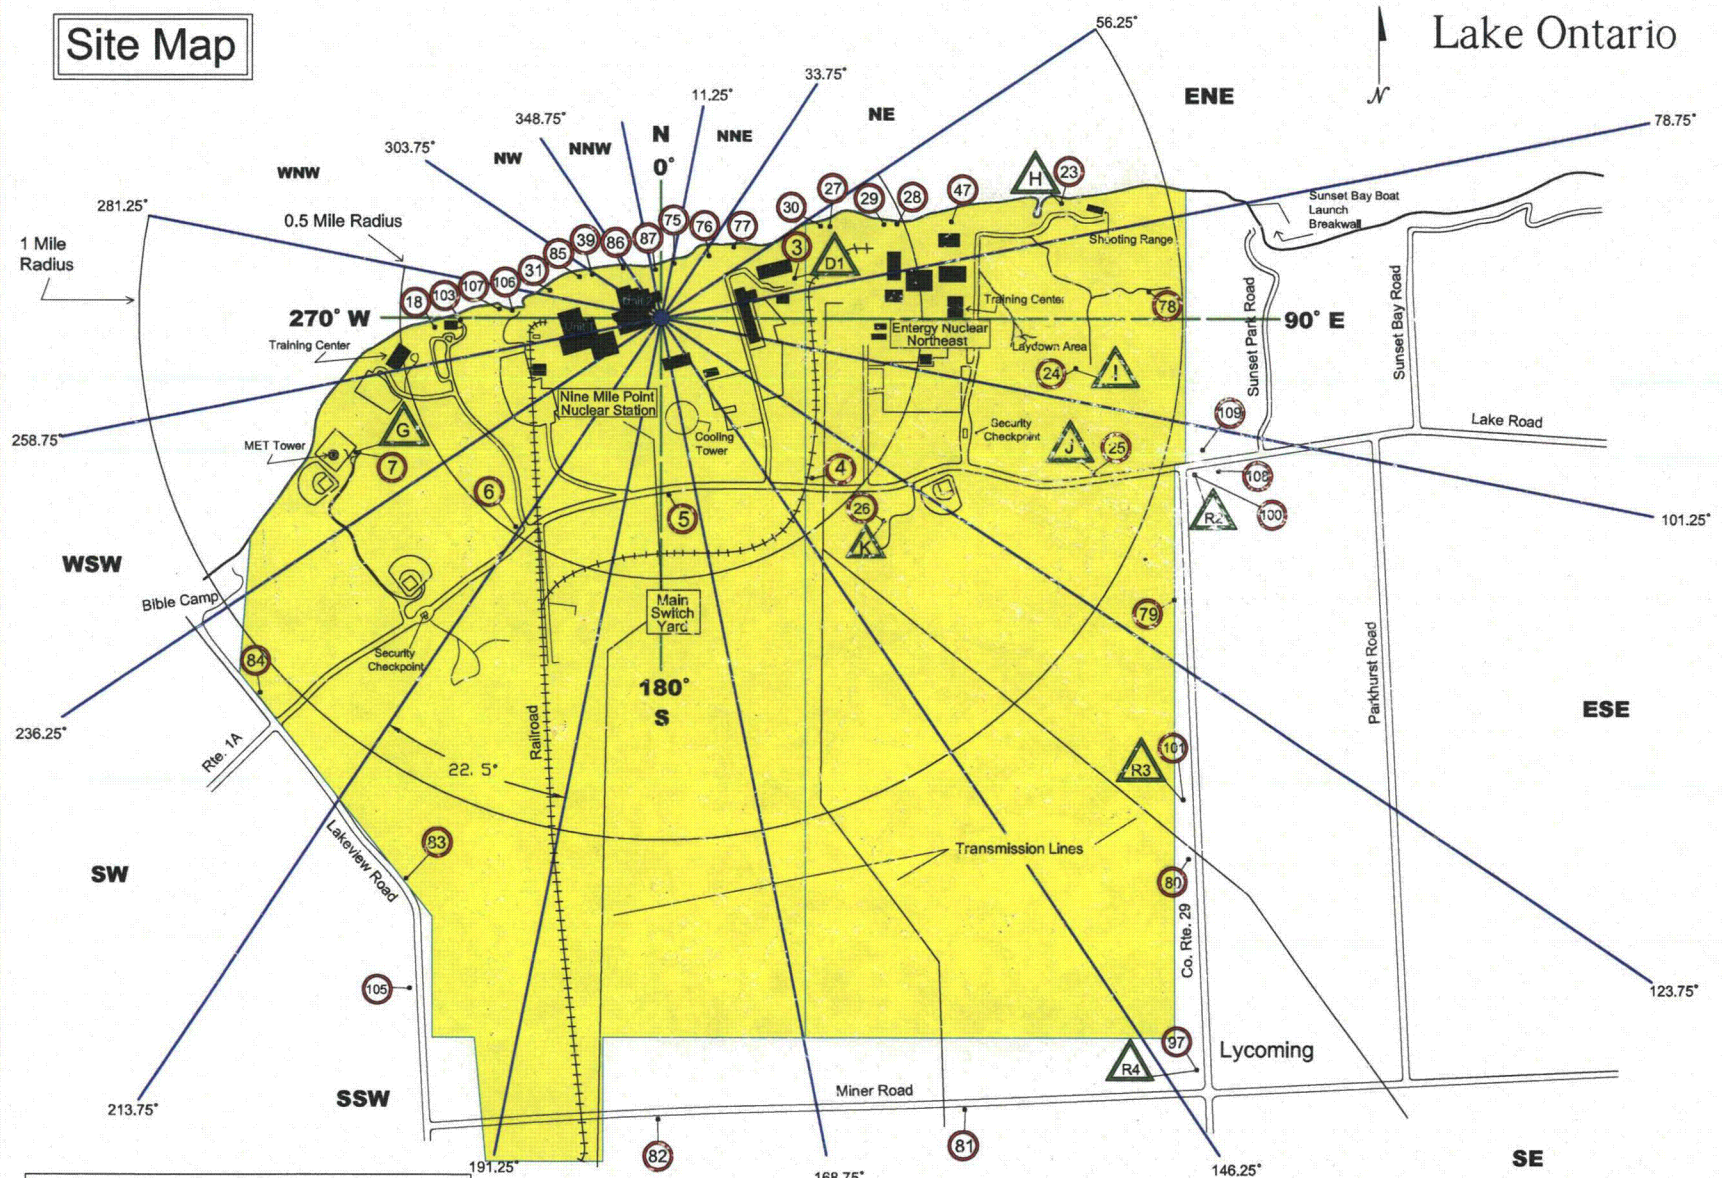 Site Map
Lake Ontario
N
56.25°
33.75°
11.25°
348.75°
303.75°
281.25°
78.75°
ENE
NE
NNE
N
0°
NNW
NW
WNW
0.5 Mile Radius
1 Mile
Radius
H
23
27
30
29
28
47
75
76
77
87
86
39
85
31
106
107
103
18
3
D1
Sunset Bay Boat
Launch
Breakwall
Shooting Range
Training Center
78
270° W
90° E
Unit 2
Unit 1
Training Center
Entergy Nuclear
Northeast
Laydown Area
24
I
Sunset Park Road
Sunset Bay Road
Nine Mile Point
Nuclear Station
Cooling
Tower
Security
Checkpoint
109
Lake Road
258.75°
MET Tower
G
7
6
5
4
26
K
J
25
108
100
R2
101.25°
WSW
Bible Camp
Main
Switch
Yard
79
Security
Checkpoint
84
180°
S
Parkhurst Road
ESE
236.25°
Rte. 1A
Railroad
22.5°
R3
101
Lakeview Road
83
Transmission Lines
80
SW
Co. Rte. 29
105
123.75°
97
R4
Lycoming
Miner Road
213.75°
SSW
82
81
191.25°
168.75°
146.25°
SE